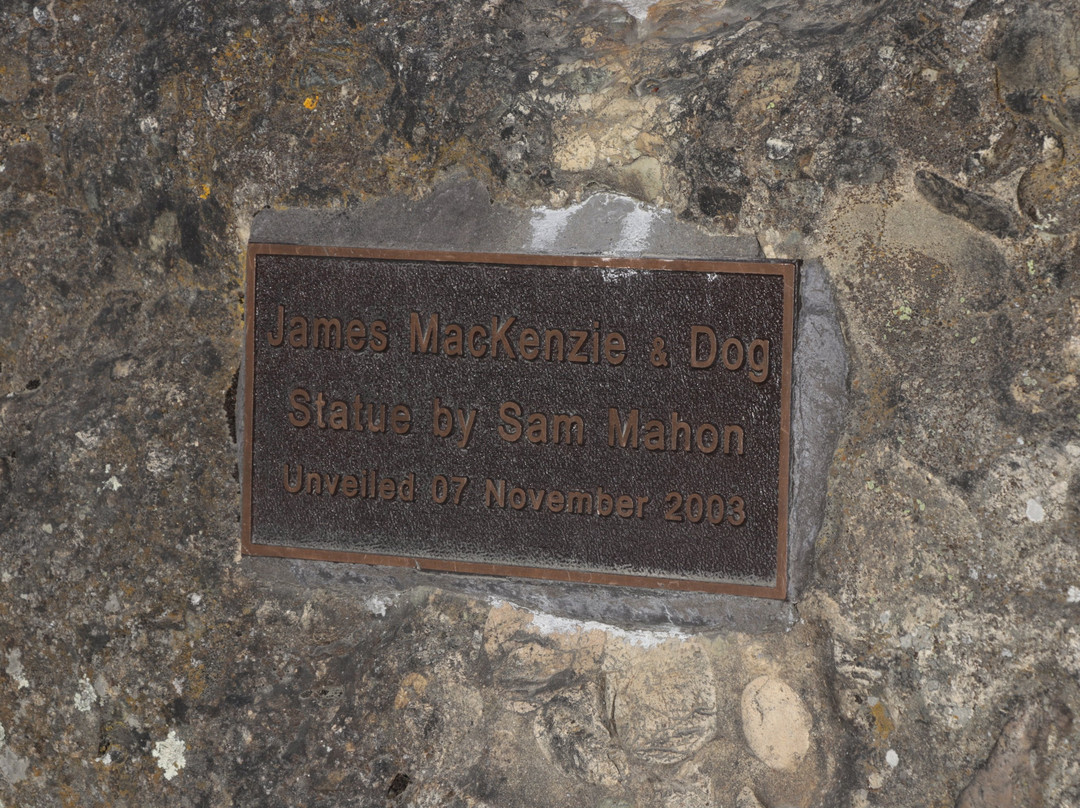 James MacKenzie & Dog
Statue by Sam Mahon
Unveiled 07 November 2003